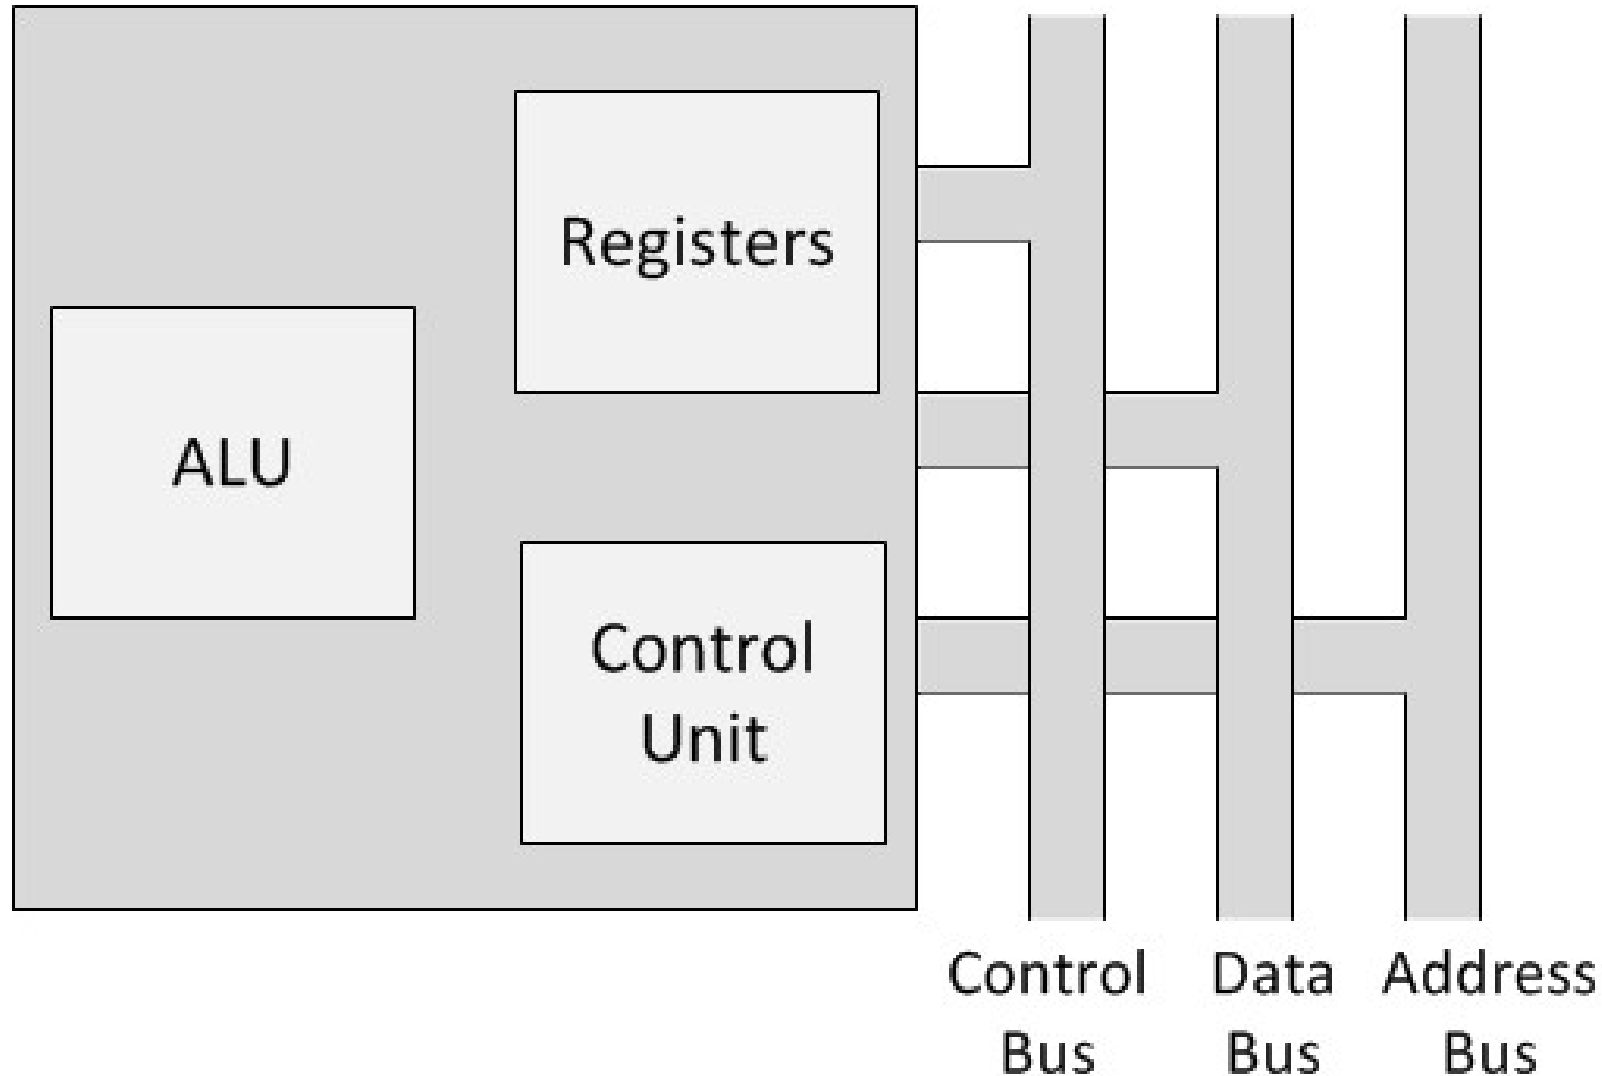 Registers
ALU
Control
Unit
Control
Bus
Data
Bus
Address
Bus